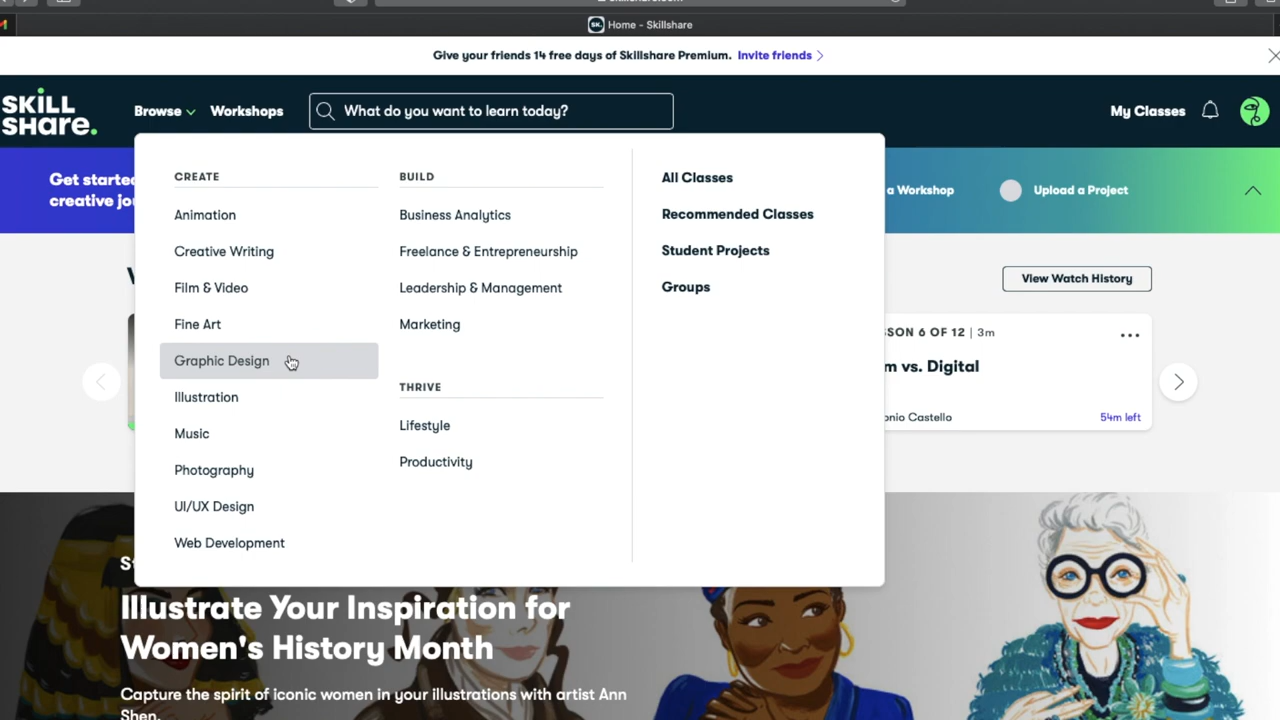 Home - Skillshare
Give your friends 14 free days of Skillshare Premium. Invite friends
SKILL
SHARE.
Browse
Workshops
What do you want to learn today?
My Classes
Get starte
creative jo
a Workshop
Upload a Project
CREATE
Animation
Creative Writing
Film & Video
Fine Art
Graphic Design
Illustration
Music
Photography
UI/UX Design
Web Development
BUILD
Business Analytics
Freelance & Entrepreneurship
Leadership & Management
Marketing
THRIVE
Lifestyle
Productivity
All Classes
Recommended Classes
Student Projects
Groups
View Watch History
SON 6 OF 12 | 3m
m vs. Digital
onio Castello
54m left
Illustrate Your Inspiration for
Women's History Month
Capture the spirit of iconic women in your illustrations with artist Ann
Shen.